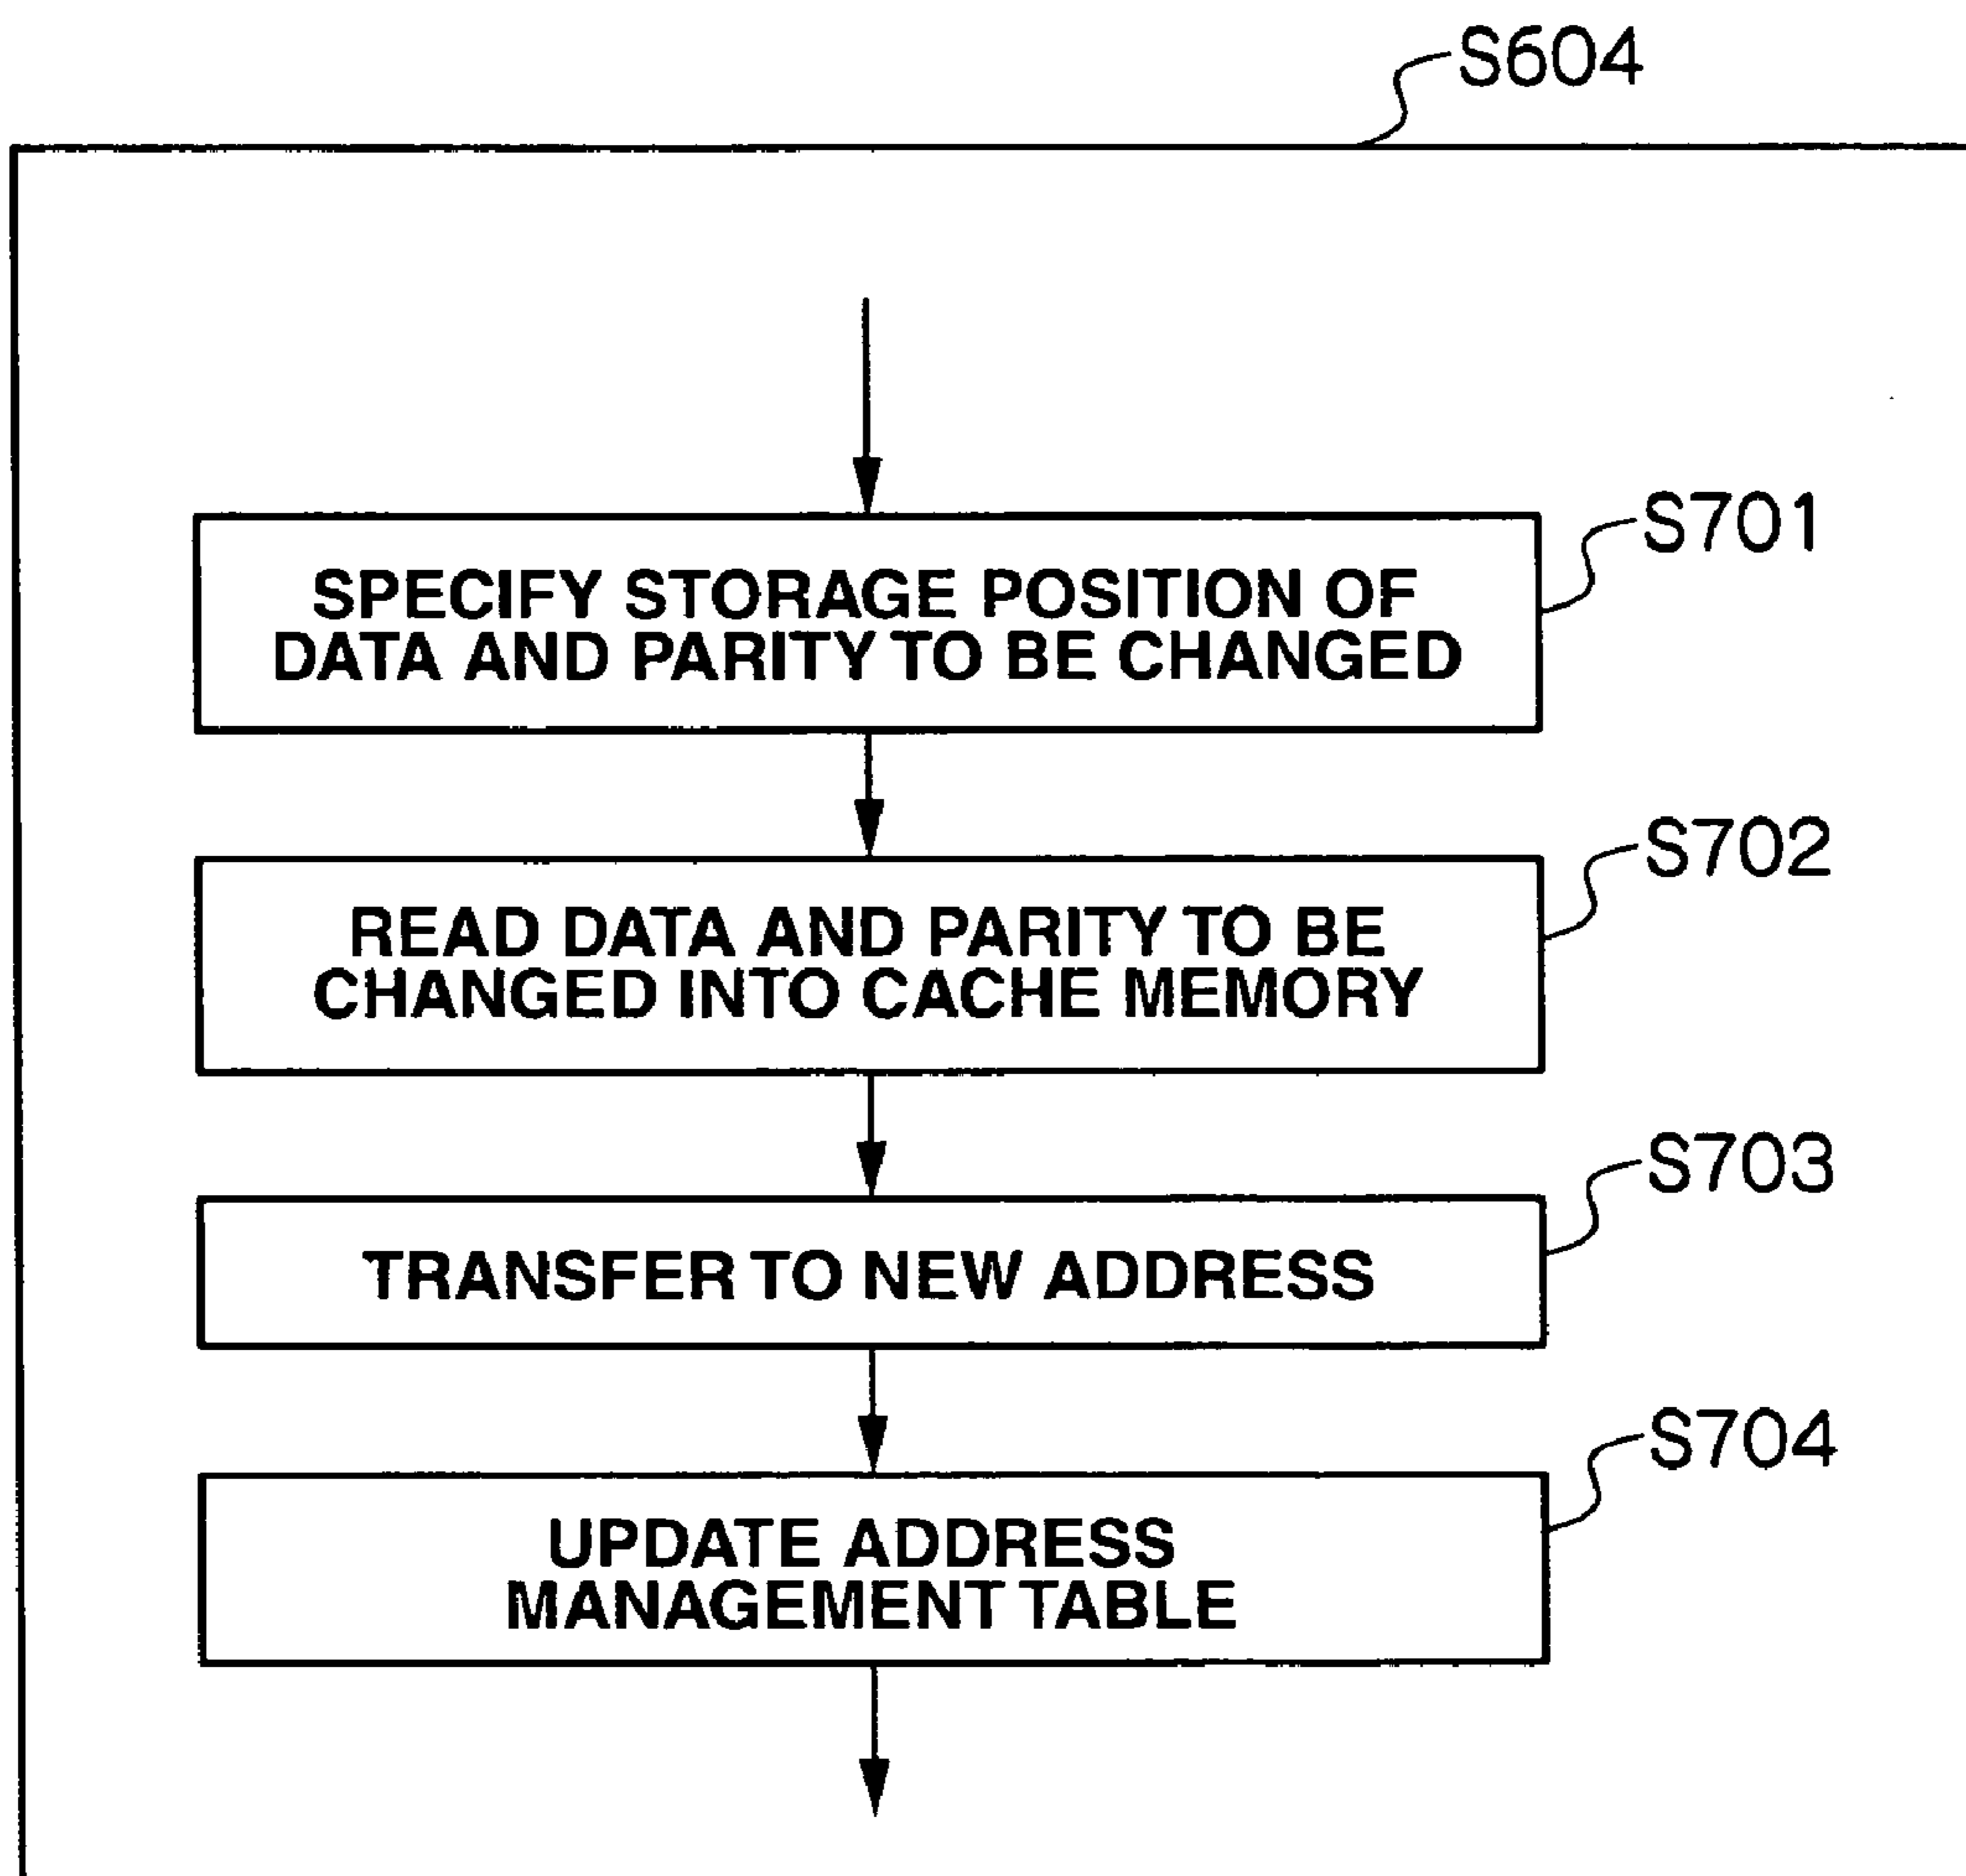 S604
S701
SPECIFY STORAGE POSITION OF
DATA AND PARITY TO BE CHANGED
S702
READ DATA AND PARITY TO BE
CHANGED INTO CACHE MEMORY
S703
TRANSFER TO NEW ADDRESS
S704
UPDATE ADDRESS
MANAGEMENT TABLE